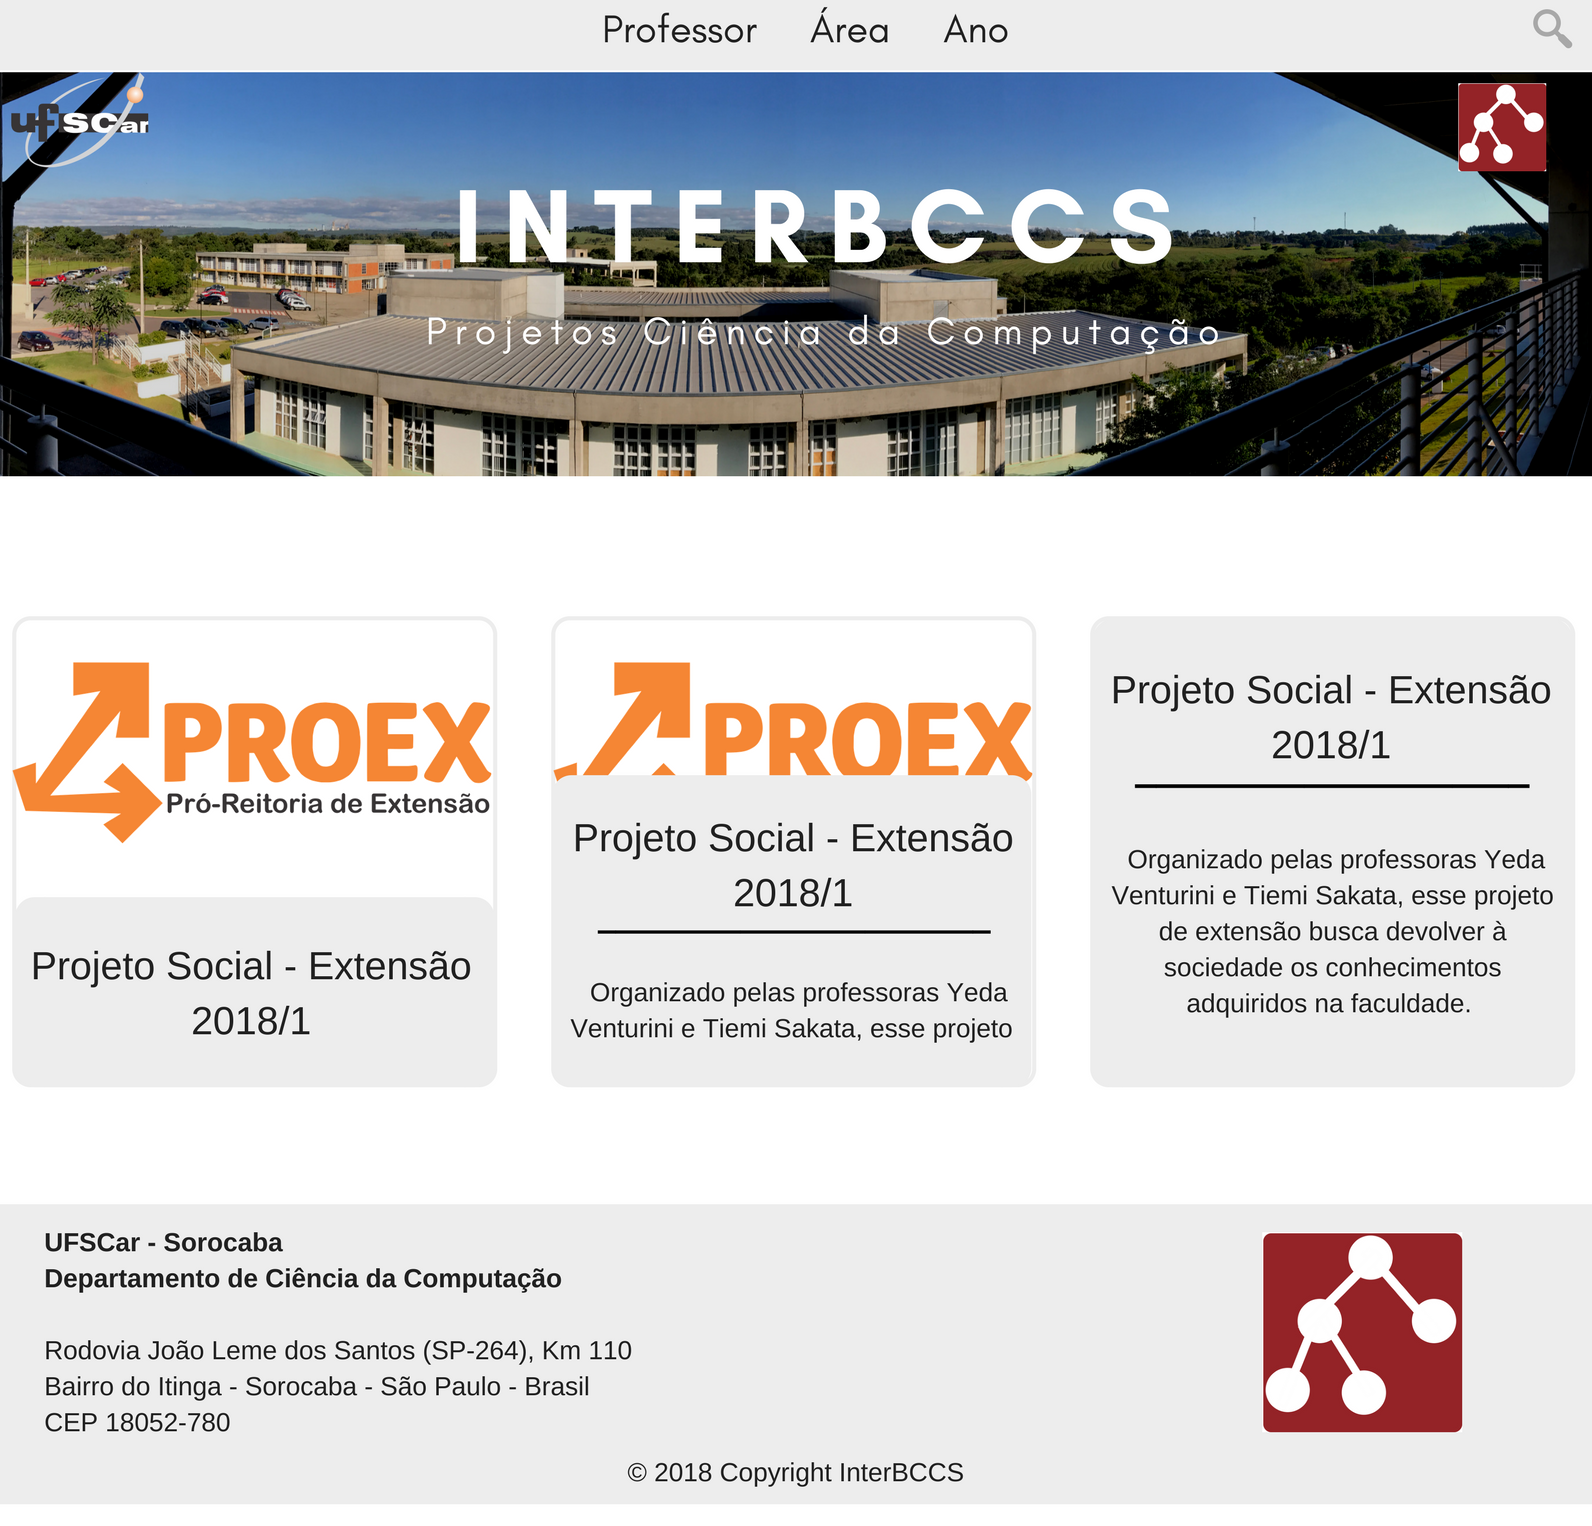 Professor Área Ano
ufscar
INTERBCCS
Projetos Ciência da Computação
PROEX
Pró-Reitoria de Extensão
Projeto Social - Extensão
2018/1
PROEX
Projeto Social - Extensão
2018/1
Organizado pelas professoras Yeda
Venturini e Tiemi Sakata, esse projeto
Projeto Social - Extensão
2018/1
Organizado pelas professoras Yeda
Venturini e Tiemi Sakata, esse projeto
de extensão busca devolver à
sociedade os conhecimentos
adquiridos na faculdade.
UFSCar - Sorocaba
Departamento de Ciência da Computação
Rodovia João Leme dos Santos (SP-264), Km 110
Bairro do Itinga - Sorocaba - São Paulo - Brasil
CEP 18052-780
© 2018 Copyright InterBCCS